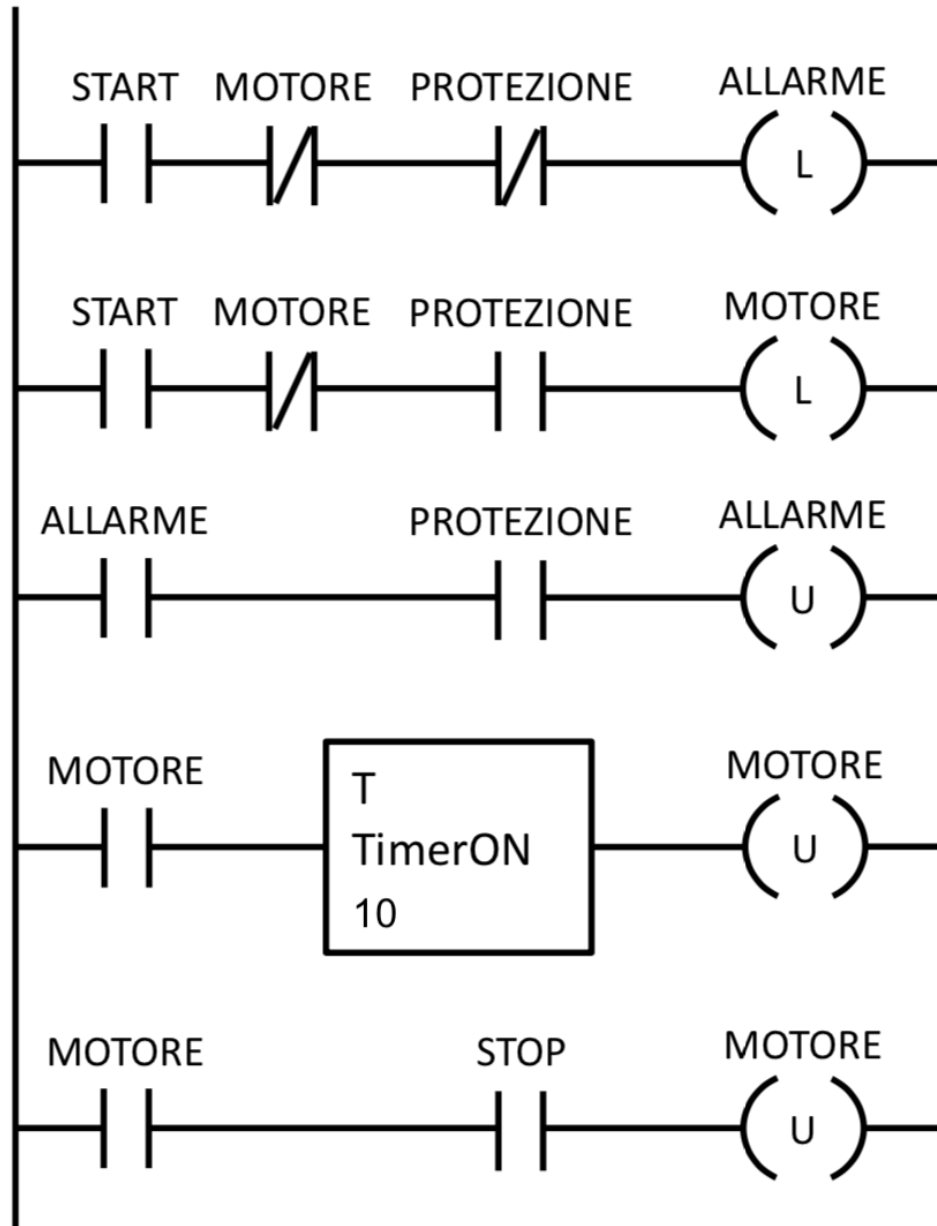 START MOTORE PROTEZIONE ALLARME
L
START MOTORE PROTEZIONE MOTORE
L
ALLARME PROTEZIONE ALLARME
U
MOTORE MOTORE
T
TimerON
U
10
MOTORE STOP MOTORE
U